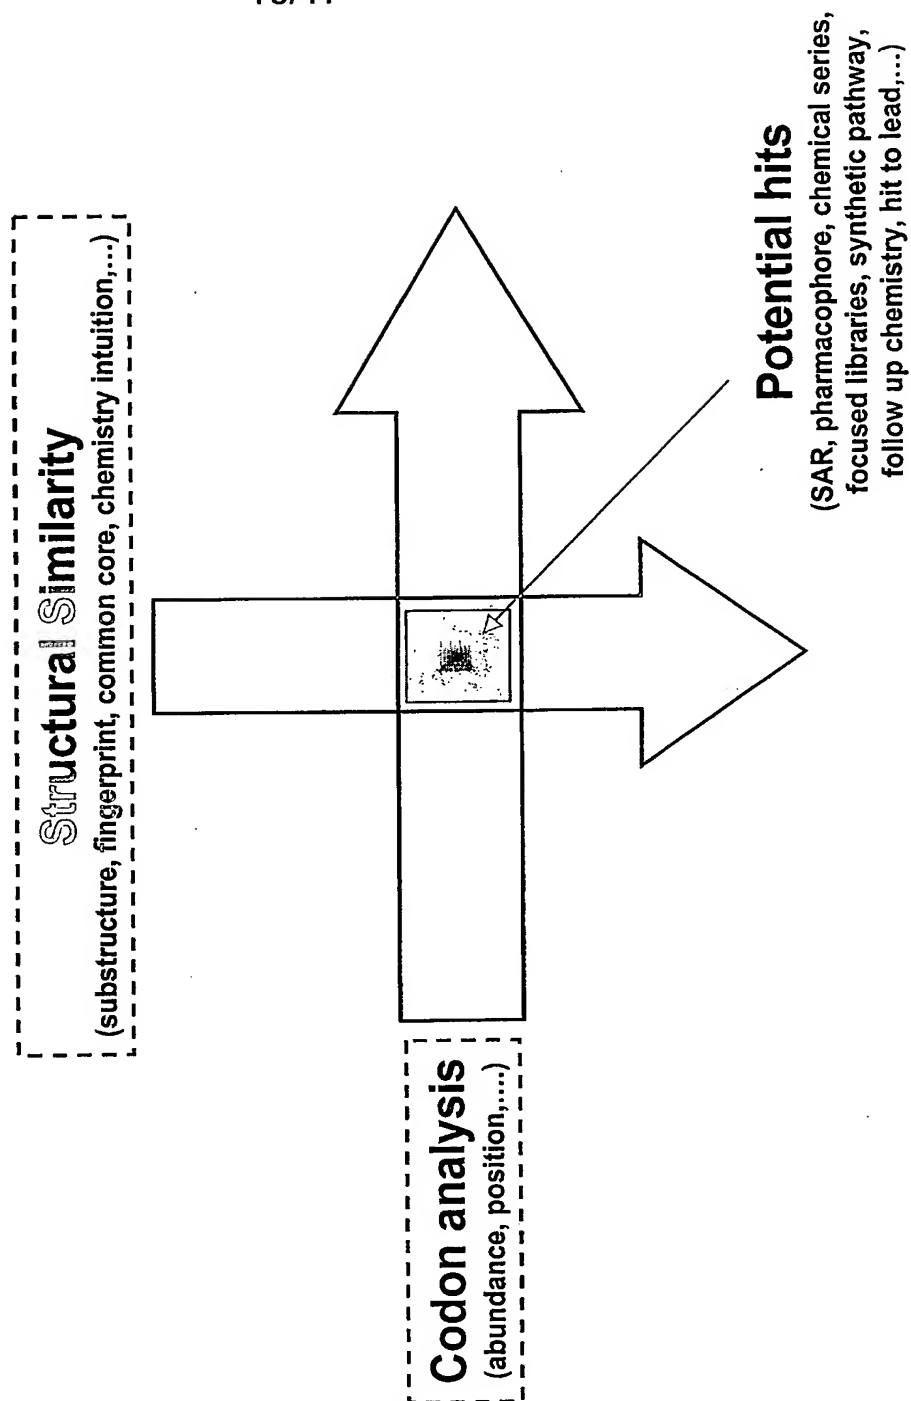 Structural Similarity
(substructure, fingerprint, common core, chemistry intuition,...)
Codon analysis
(abundance, position,....)
Potential hits
(SAR, pharmacophore, chemical series,
focused libraries, synthetic pathway,
follow up chemistry, hit to lead,...)